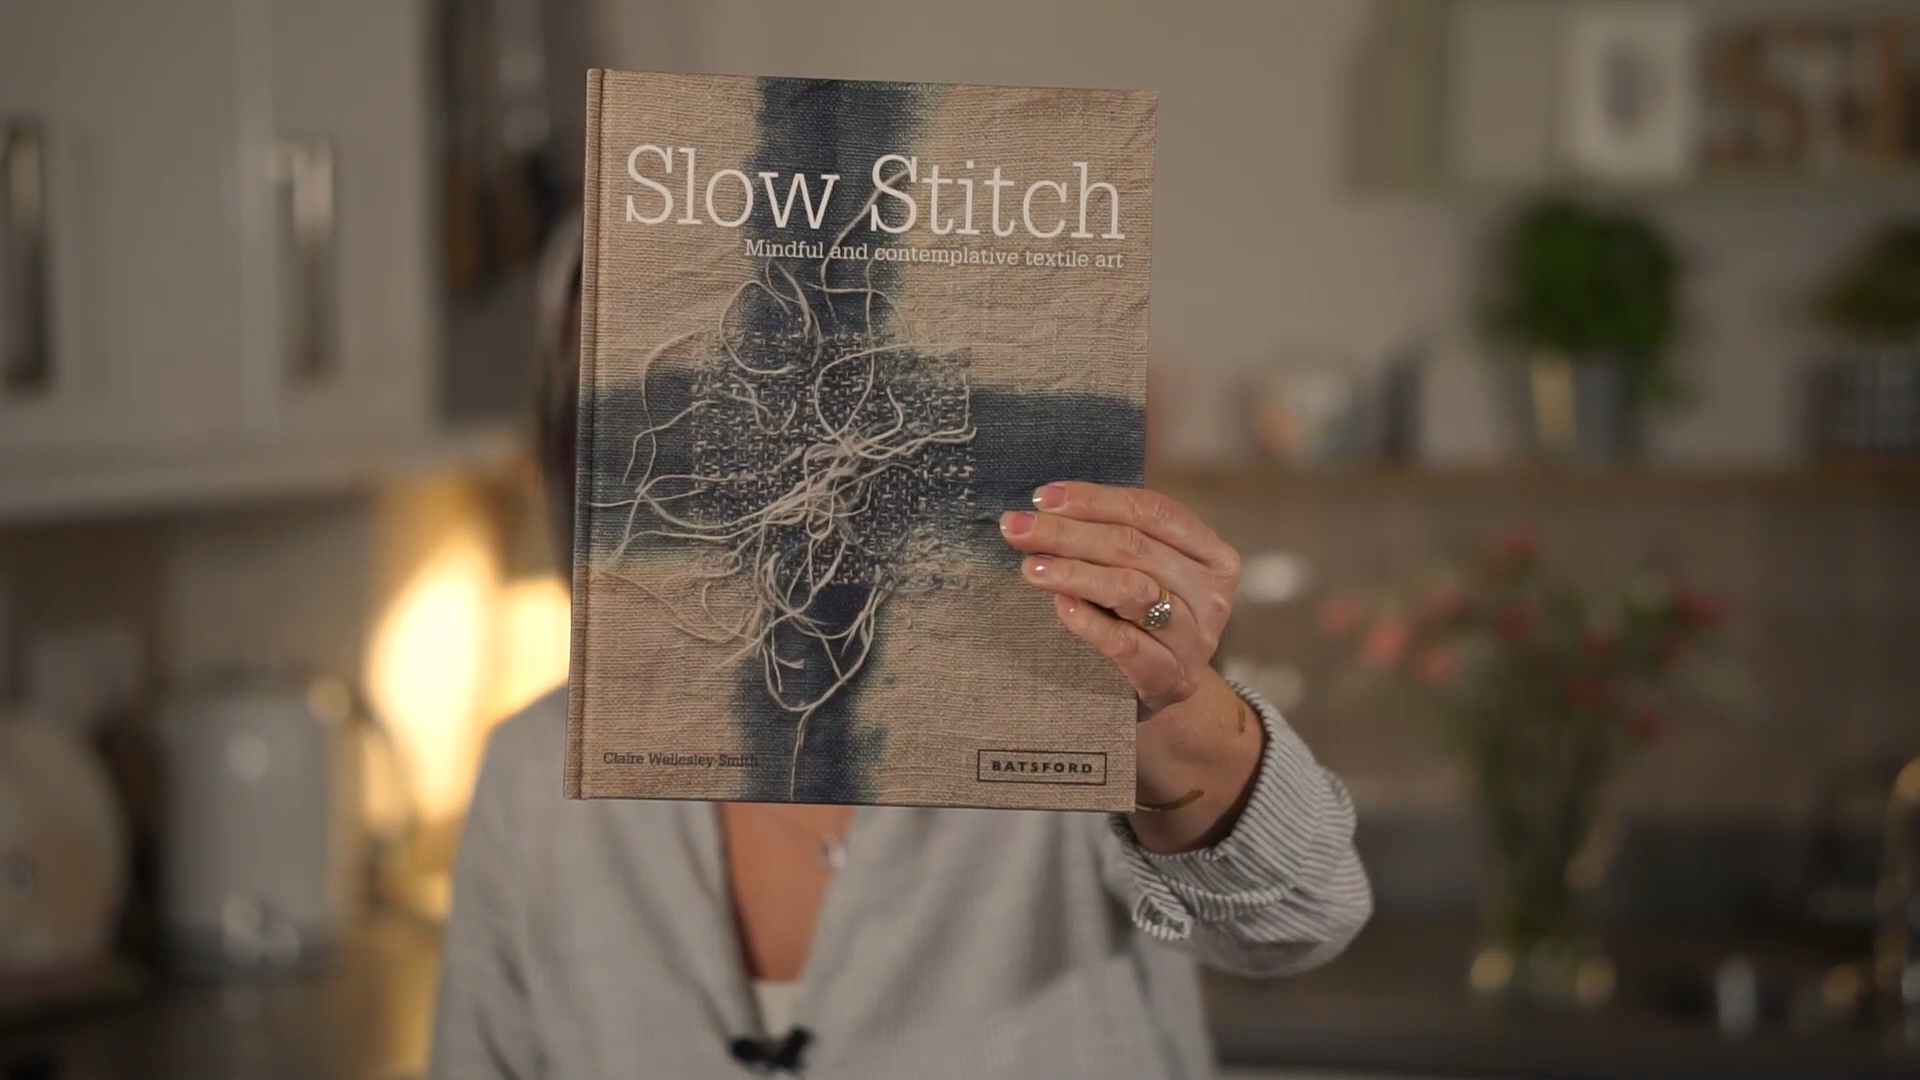 Slow Stitch
Mindful and contemplative textile art
Claire Wellesley-Smith
BATSFORD